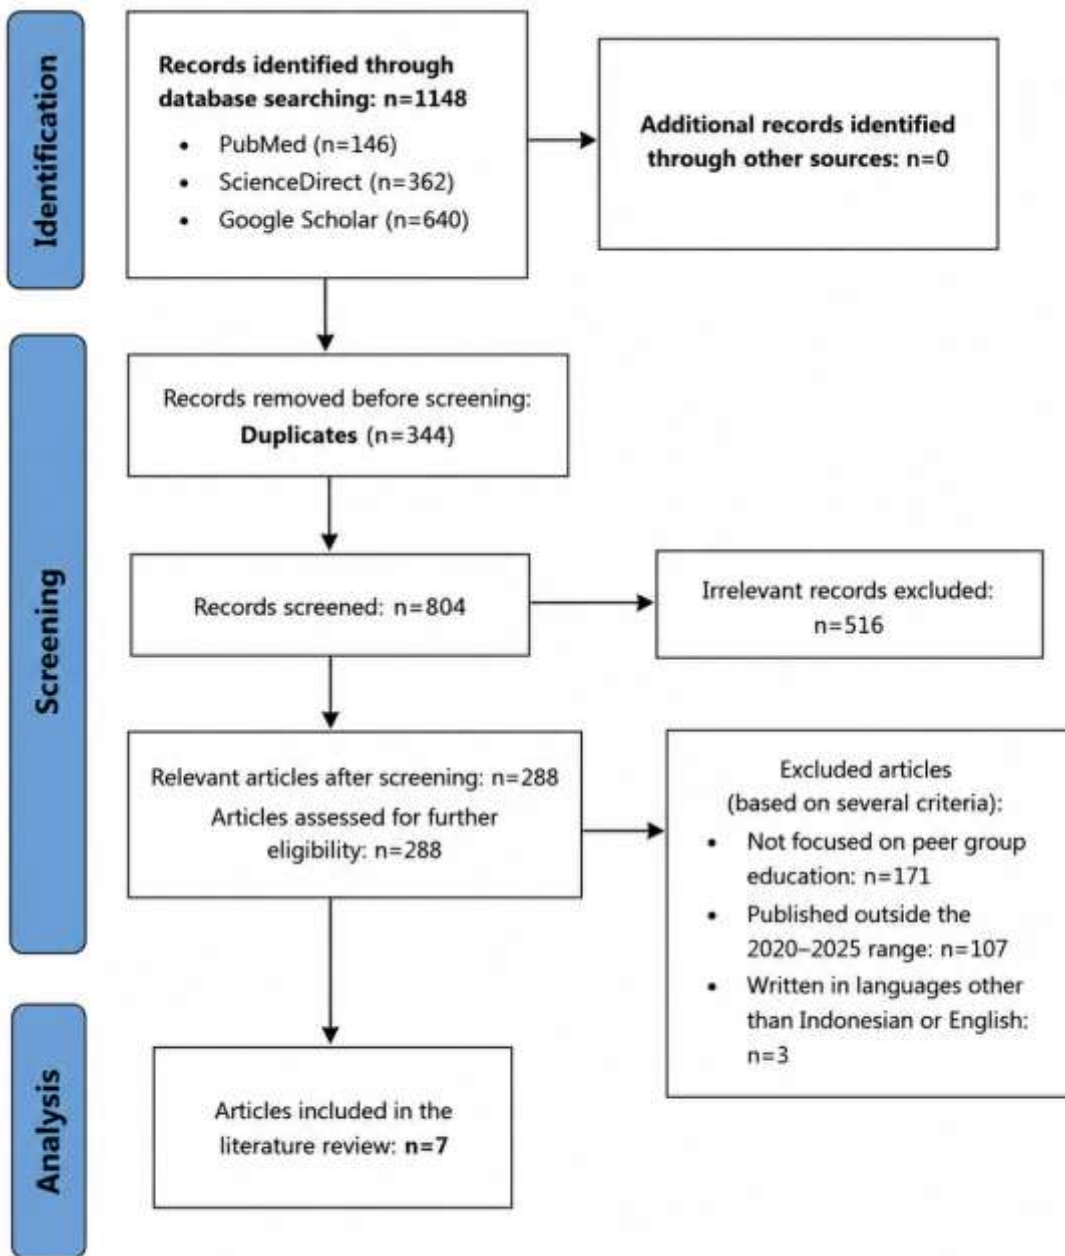 Identification
Records identified through
database searching: n=1148
• PubMed (n=146)
• ScienceDirect (n=362)
• Google Scholar (n=640)
Additional records identified
through other sources: n=0
Screening
Records removed before screening:
Duplicates (n=344)
Records screened: n=804
Irrelevant records excluded:
n=516
Relevant articles after screening: n=288
Articles assessed for further
eligibility: n=288
Excluded articles
(based on several criteria):
• Not focused on peer group
education: n=171
• Published outside the
2020–2025 range: n=107
• Written in languages other
than Indonesian or English:
n=3
Analysis
Articles included in the
literature review: n=7